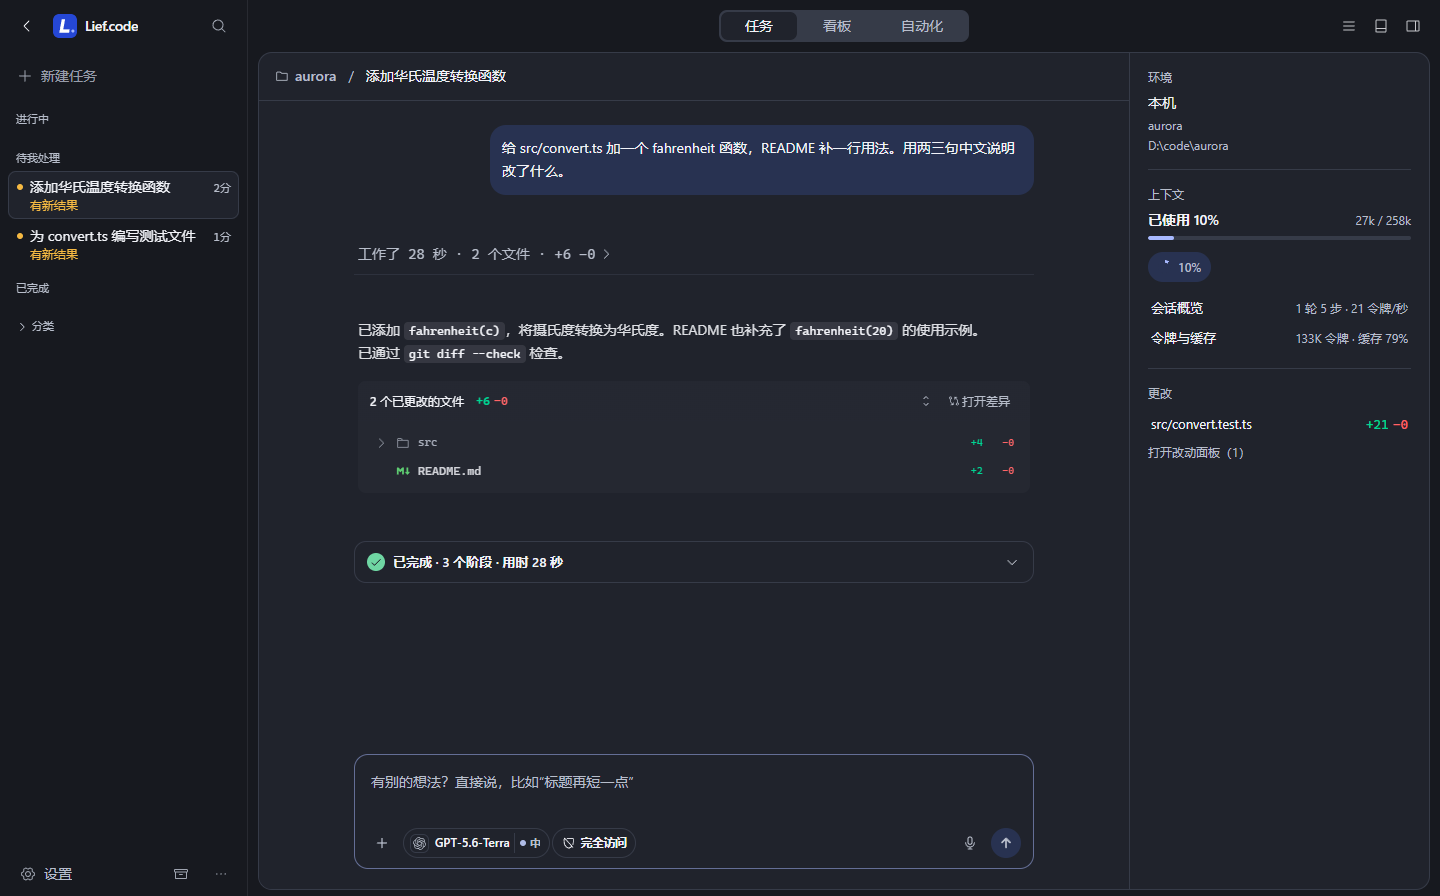 Lief.code
新建任务
进行中
待我处理
添加华氏温度转换函数 2分
有新结果
为 convert.ts 编写测试文件 1分
有新结果
已完成
分类
设置
任务 看板 自动化
aurora / 添加华氏温度转换函数
给 src/convert.ts 加一个 fahrenheit 函数，README 补一行用法。用两三句中文说明
改了什么。
工作了 28 秒 · 2 个文件 · +6 −0
已添加 fahrenheit(c)，将摄氏度转换为华氏度。README 也补充了 fahrenheit(20) 的使用示例。
已通过 git diff --check 检查。
2 个已更改的文件 +6 −0 打开差异
src +4 −0
M↓ README.md +2 −0
已完成 · 3 个阶段 · 用时 28 秒
有别的想法？直接说，比如“标题再短一点”
GPT-5.6-Terra 中 完全访问
环境
本机
aurora
D:\code\aurora
上下文
已使用 10% 27k / 258k
10%
会话概览 1 轮 5 步 · 21 令牌/秒
令牌与缓存 133K 令牌 · 缓存 79%
更改
src/convert.test.ts +21 −0
打开改动面板（1）